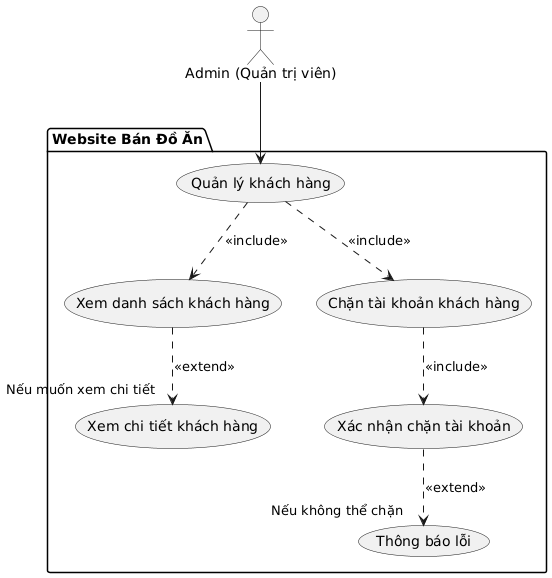 Admin (Quản trị viên)
Website Bán Đồ Ăn
Quản lý khách hàng
«include»
«include»
Xem danh sách khách hàng
Chặn tài khoản khách hàng
«extend»
«include»
Nếu muốn xem chi tiết
Xem chi tiết khách hàng
Xác nhận chặn tài khoản
«extend»
Nếu không thể chặn
Thông báo lỗi